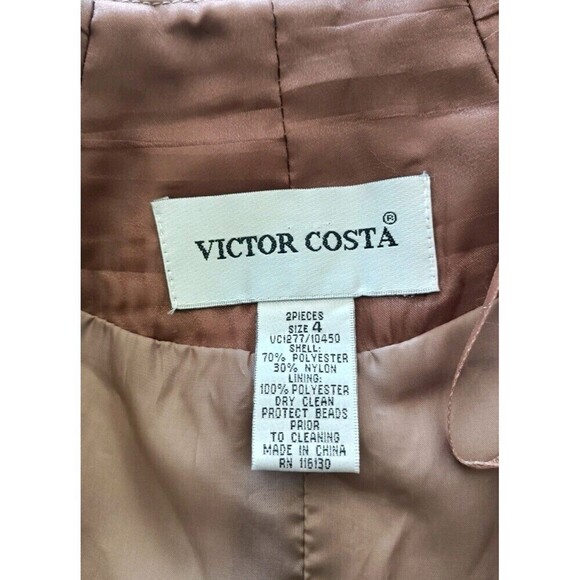 VICTOR COSTA®
2PIECES
SIZE 4
VC1277/10450
SHELL:
70% POLYESTER
30% NYLON
LINING:
100% POLYESTER
DRY CLEAN
PROTECT BEADS
PRIOR
TO CLEANING
MADE IN CHINA
RN 116130